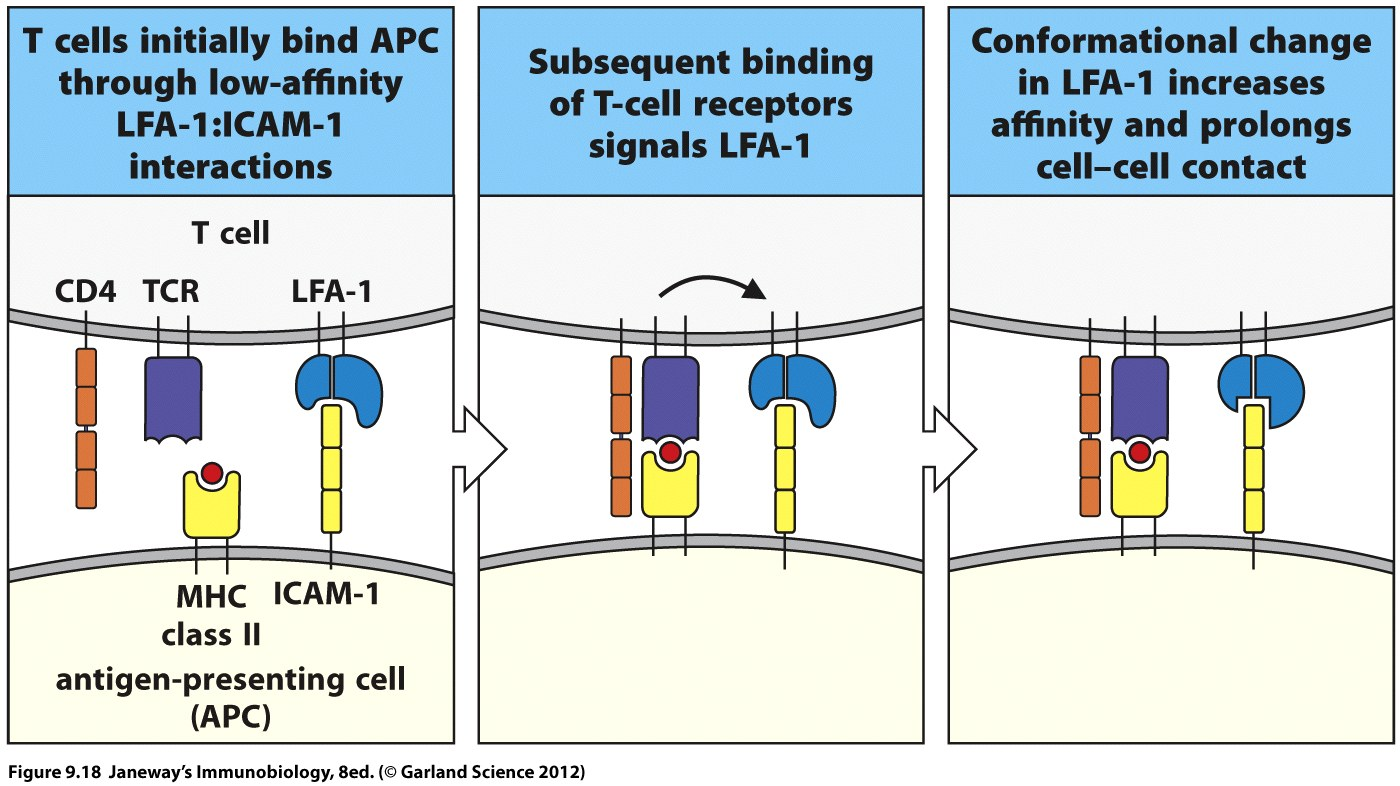 T cells initially bind APC
through low-affinity
LFA-1:ICAM-1
interactions
Subsequent binding
of T-cell receptors
signals LFA-1
Conformational change
in LFA-1 increases
affinity and prolongs
cell–cell contact
T cell
CD4 TCR LFA-1
MHC ICAM-1
class II
antigen-presenting cell
(APC)
Figure 9.18 Janeway’s Immunobiology, 8ed. (© Garland Science 2012)